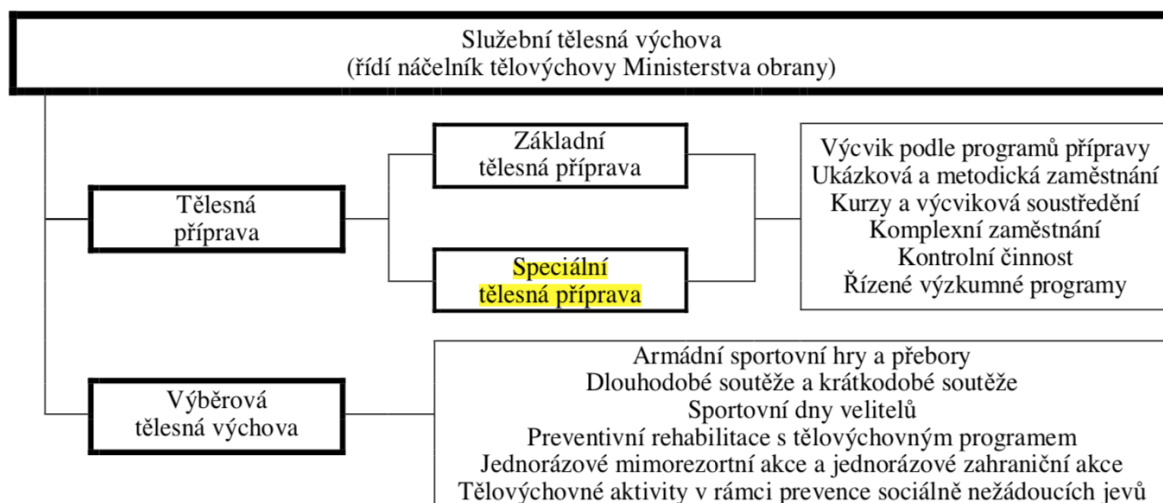 Služební tělesná výchova
(řídí náčelník tělovýchovy Ministerstva obrany)
Tělesná
příprava
Základní
tělesná příprava
Speciální
tělesná příprava
Výcvik podle programů přípravy
Ukázková a metodická zaměstnání
Kurzy a výcviková soustředění
Komplexní zaměstnání
Kontrolní činnost
Řízené výzkumné programy
Výběrová
tělesná výchova
Armádní sportovní hry a přebory
Dlouhodobé soutěže a krátkodobé soutěže
Sportovní dny velitelů
Preventivní rehabilitace s tělovýchovným programem
Jednorázové mimorezortní akce a jednorázové zahraniční akce
Tělovýchovné aktivity v rámci prevence sociálně nežádoucích jevů